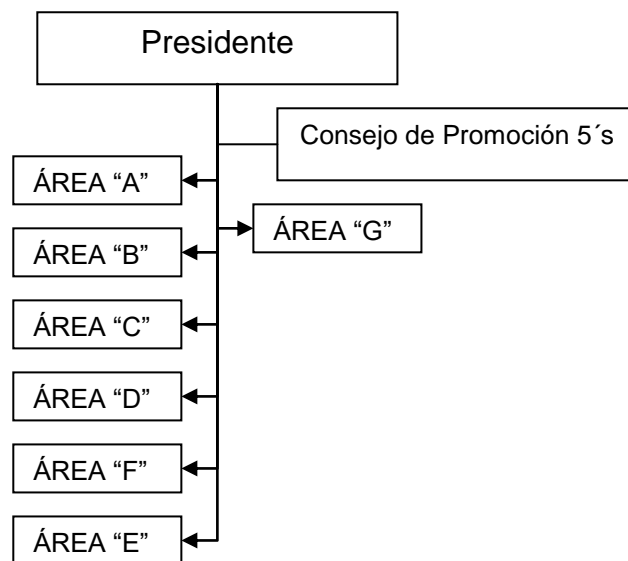 Presidente
Consejo de Promoción 5´s
ÁREA “A”
ÁREA “G”
ÁREA “B”
ÁREA “C”
ÁREA “D”
ÁREA “F”
ÁREA “E”